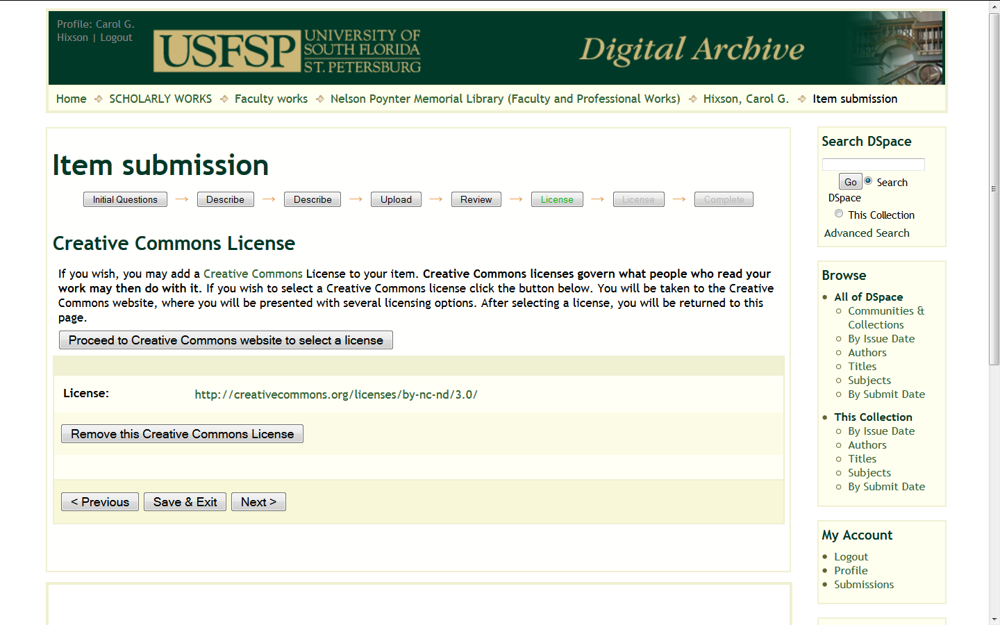 Profile: Carol G.
Hixson | Logout
USFSP UNIVERSITY OF
SOUTH FLORIDA
ST. PETERSBURG
Digital Archive
Home SCHOLARLY WORKS Faculty works Nelson Poynter Memorial Library (Faculty and Professional Works) Hixson, Carol G. Item submission
Item submission
Initial Questions → Describe → Describe → Upload → Review → License → License → Complete
Creative Commons License
If you wish, you may add a Creative Commons License to your item. Creative Commons licenses govern what people who read your
work may then do with it. If you wish to select a Creative Commons license click the button below. You will be taken to the Creative
Commons website, where you will be presented with several licensing options. After selecting a license, you will be returned to this
page.
Proceed to Creative Commons website to select a license
License: http://creativecommons.org/licenses/by-nc-nd/3.0/
Remove this Creative Commons License
< Previous Save & Exit Next >
Search DSpace
Go Search
DSpace
This Collection
Advanced Search
Browse
All of DSpace
Communities &
Collections
By Issue Date
Authors
Titles
Subjects
By Submit Date
This Collection
By Issue Date
Authors
Titles
Subjects
By Submit Date
My Account
Logout
Profile
Submissions